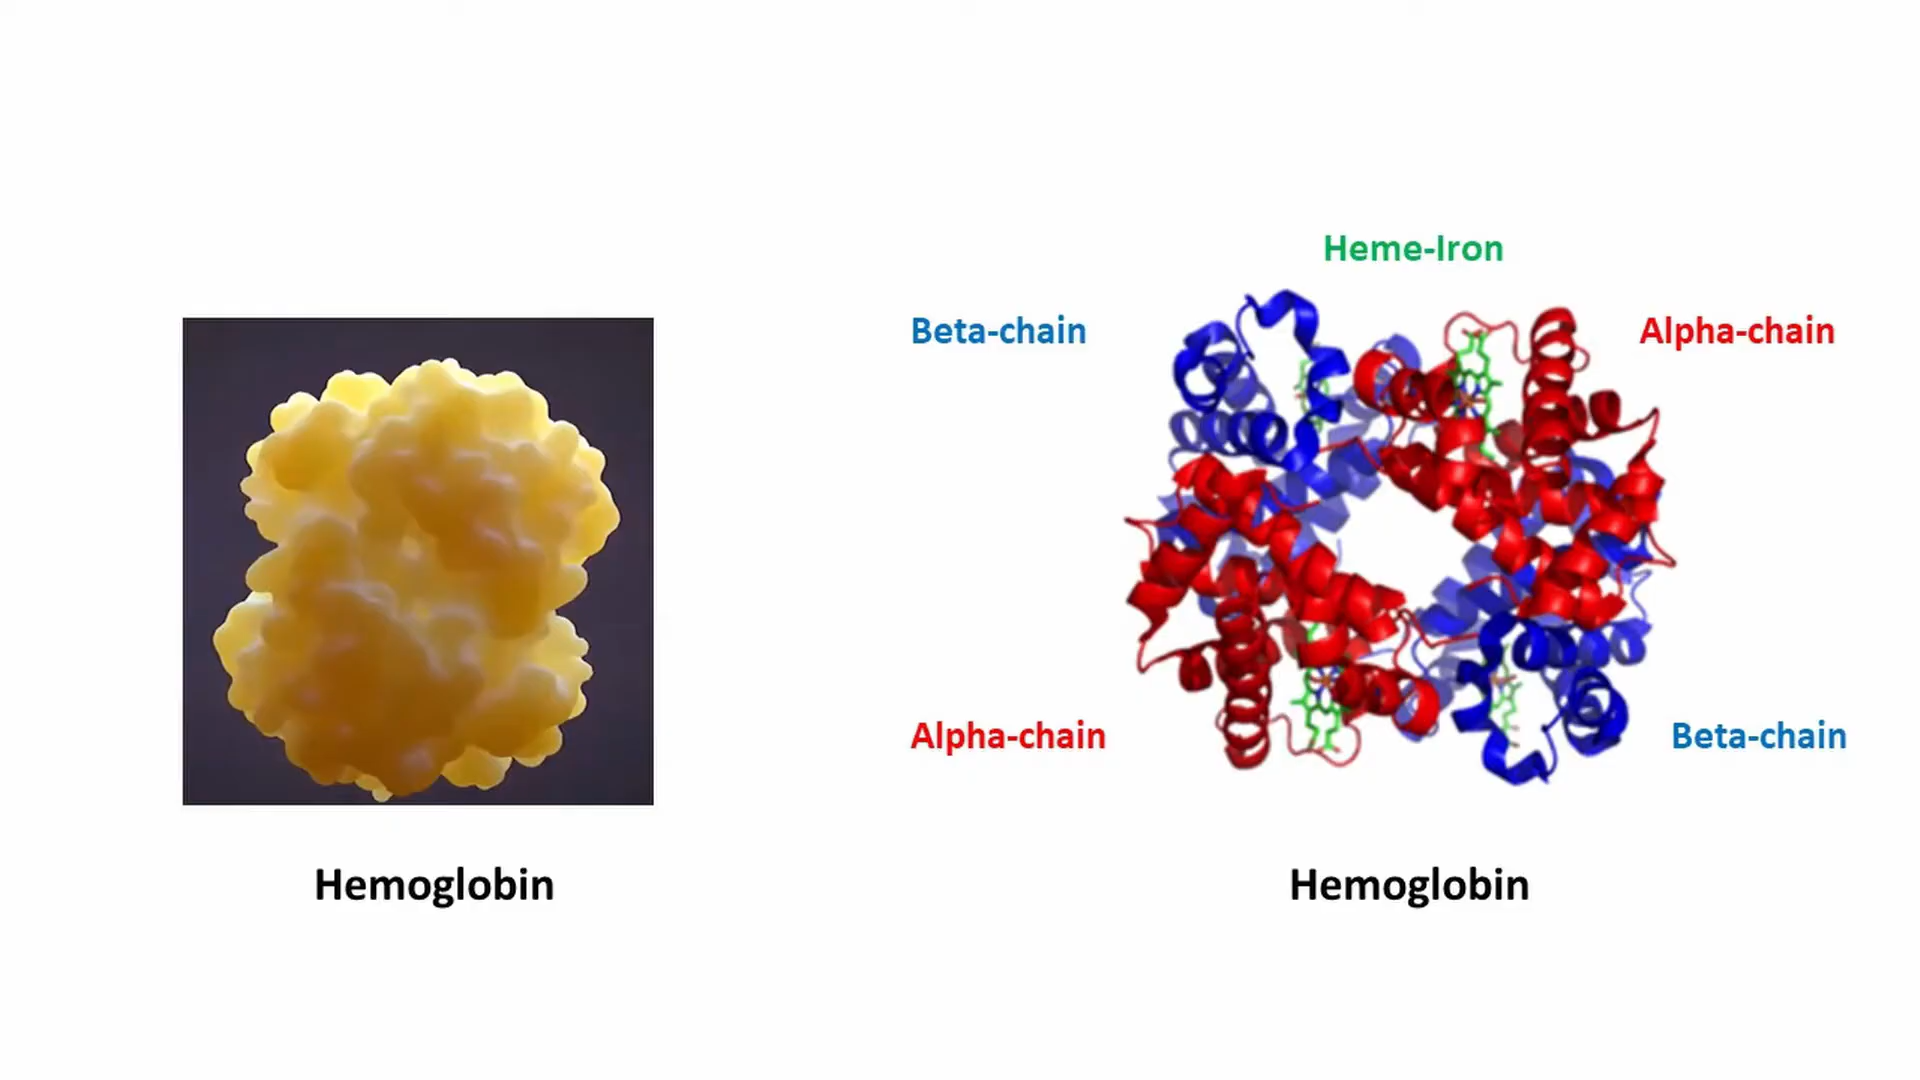 Heme-Iron
Beta-chain
Alpha-chain
Alpha-chain
Beta-chain
Hemoglobin
Hemoglobin